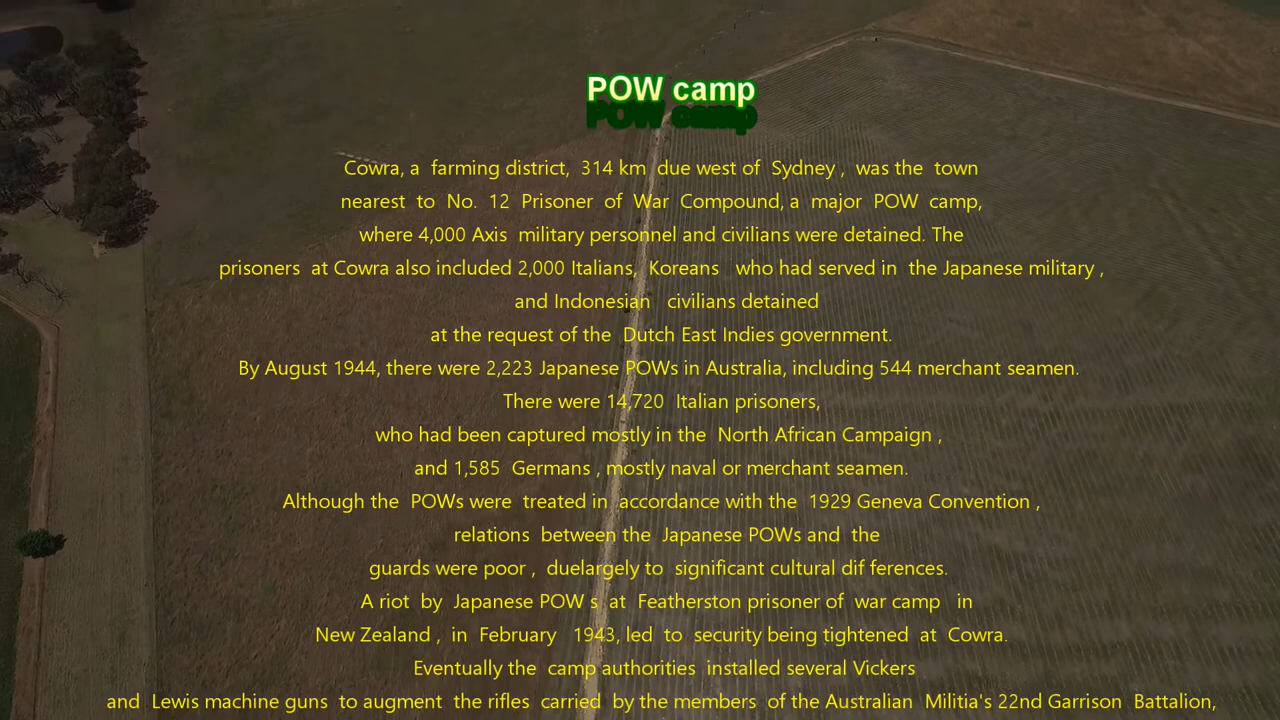 POW camp
Cowra, a farming district, 314 km due west of Sydney , was the town
nearest to No. 12 Prisoner of War Compound, a major POW camp,
where 4,000 Axis military personnel and civilians were detained. The
prisoners at Cowra also included 2,000 Italians, Koreans who had served in the Japanese military ,
and Indonesian civilians detained
at the request of the Dutch East Indies government.
By August 1944, there were 2,223 Japanese POWs in Australia, including 544 merchant seamen.
There were 14,720 Italian prisoners,
who had been captured mostly in the North African Campaign ,
and 1,585 Germans , mostly naval or merchant seamen.
Although the POWs were treated in accordance with the 1929 Geneva Convention ,
relations between the Japanese POWs and the
guards were poor , duelargely to significant cultural dif ferences.
A riot by Japanese POW s at Featherston prisoner of war camp in
New Zealand , in February 1943, led to security being tightened at Cowra.
Eventually the camp authorities installed several Vickers
and Lewis machine guns to augment the rifles carried by the members of the Australian Militia's 22nd Garrison Battalion,